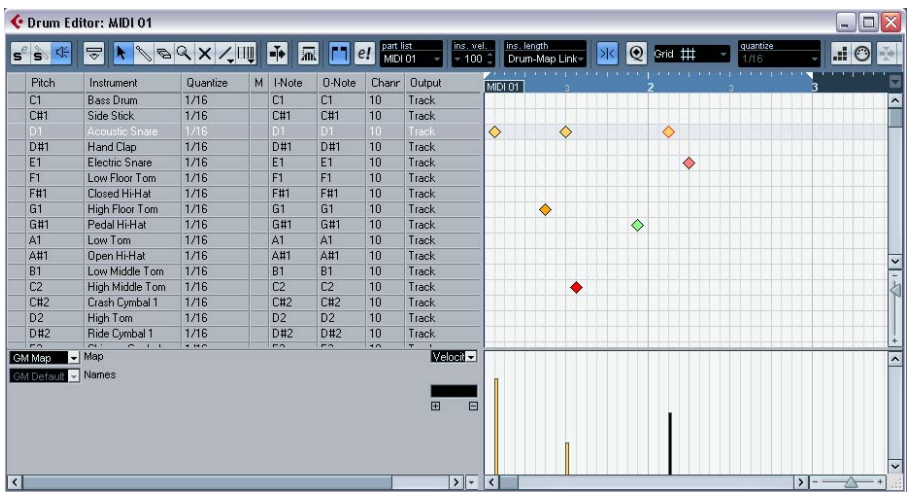 Drum Editor: MIDI 01
part list ins. vel. ins. length quantize
MIDI 01 100 Drum-Map Link Grid 1/16
Pitch Instrument Quantize M I-Note O-Note Chanr Output
MIDI 01 3 2 3 3
C1 Bass Drum 1/16 C1 C1 10 Track
C#1 Side Stick 1/16 C#1 C#1 10 Track
D1 Acoustic Snare 1/16 D1 D1 10 Track
D#1 Hand Clap 1/16 D#1 D#1 10 Track
E1 Electric Snare 1/16 E1 E1 10 Track
F1 Low Floor Tom 1/16 F1 F1 10 Track
F#1 Closed Hi-Hat 1/16 F#1 F#1 10 Track
G1 High Floor Tom 1/16 G1 G1 10 Track
G#1 Pedal Hi-Hat 1/16 G#1 G#1 10 Track
A1 Low Tom 1/16 A1 A1 10 Track
A#1 Open Hi-Hat 1/16 A#1 A#1 10 Track
B1 Low Middle Tom 1/16 B1 B1 10 Track
C2 High Middle Tom 1/16 C2 C2 10 Track
C#2 Crash Cymbal 1 1/16 C#2 C#2 10 Track
D2 High Tom 1/16 D2 D2 10 Track
D#2 Ride Cymbal 1 1/16 D#2 D#2 10 Track
GM Map Map Velocit
GM Default Names